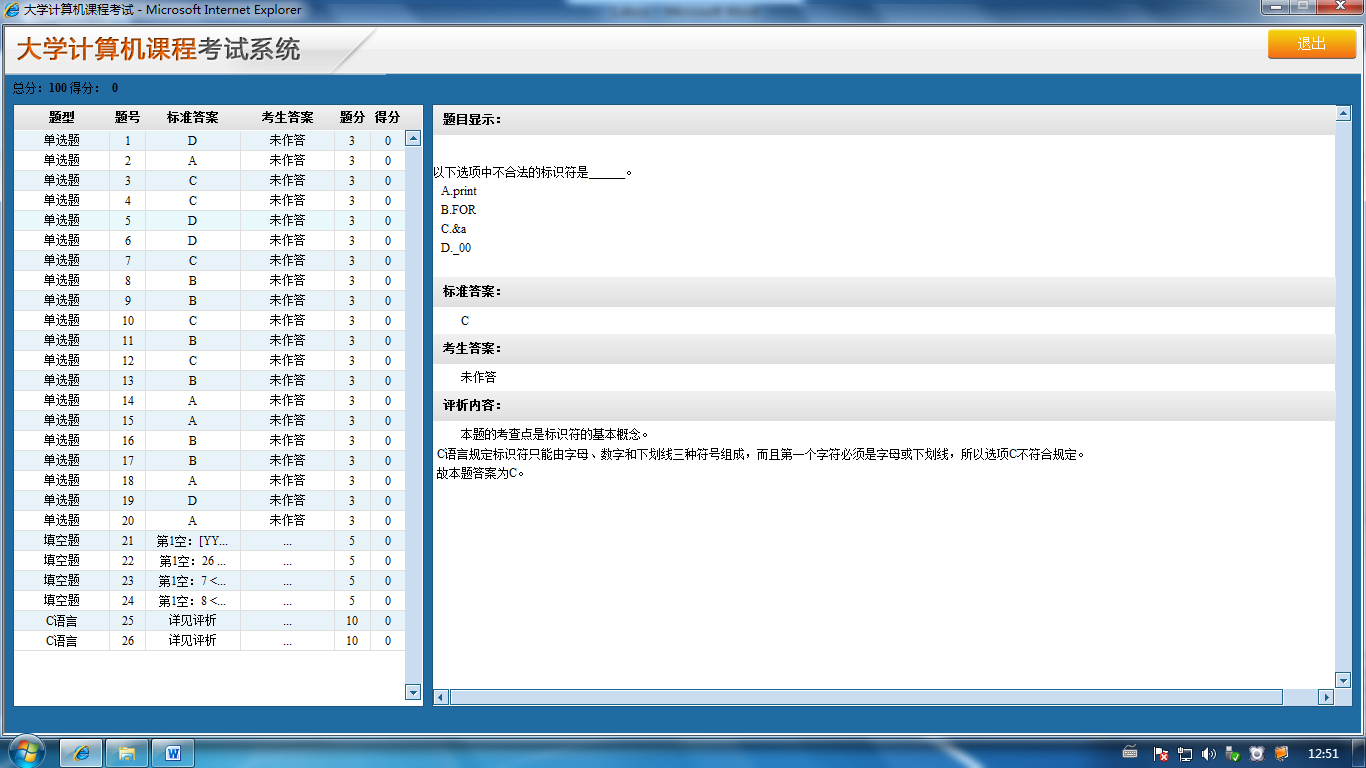 大学计算机课程考试 - Microsoft Internet Explorer
大学计算机课程考试系统
退出
总分：100 得分： 0
题型 题号 标准答案 考生答案 题分 得分
单选题 1 D 未作答 3 0
单选题 2 A 未作答 3 0
单选题 3 C 未作答 3 0
单选题 4 C 未作答 3 0
单选题 5 D 未作答 3 0
单选题 6 D 未作答 3 0
单选题 7 C 未作答 3 0
单选题 8 B 未作答 3 0
单选题 9 B 未作答 3 0
单选题 10 C 未作答 3 0
单选题 11 B 未作答 3 0
单选题 12 C 未作答 3 0
单选题 13 B 未作答 3 0
单选题 14 A 未作答 3 0
单选题 15 A 未作答 3 0
单选题 16 B 未作答 3 0
单选题 17 B 未作答 3 0
单选题 18 A 未作答 3 0
单选题 19 D 未作答 3 0
单选题 20 A 未作答 3 0
填空题 21 第1空：[YY... ... 5 0
填空题 22 第1空：26 ... ... 5 0
填空题 23 第1空：7 <... ... 5 0
填空题 24 第1空：8 <... ... 5 0
C语言 25 详见评析 ... 10 0
C语言 26 详见评析 ... 10 0
题目显示：
以下选项中不合法的标识符是______。
A.print
B.FOR
C.&a
D._00
标准答案：
C
考生答案：
未作答
评析内容：
本题的考查点是标识符的基本概念。
C语言规定标识符只能由字母、数字和下划线三种符号组成，而且第一个字符必须是字母或下划线，所以选项C不符合规定。
故本题答案为C。
12:51